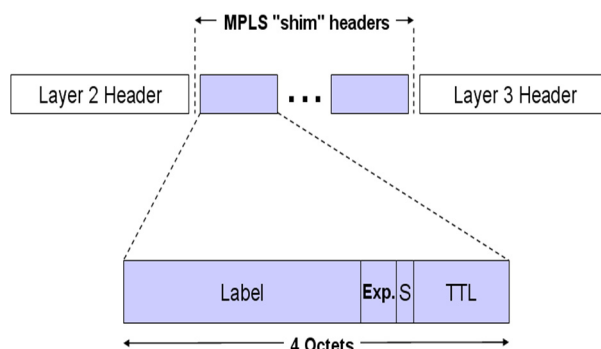 MPLS "shim" headers
Layer 2 Header ... Layer 3 Header
Label Exp. S TTL
4 Octets